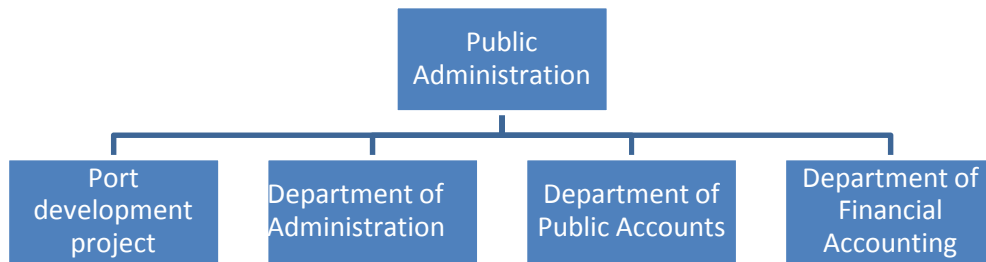 Public
Administration
Port
development
project
Department of
Administration
Department of
Public Accounts
Department of
Financial
Accounting